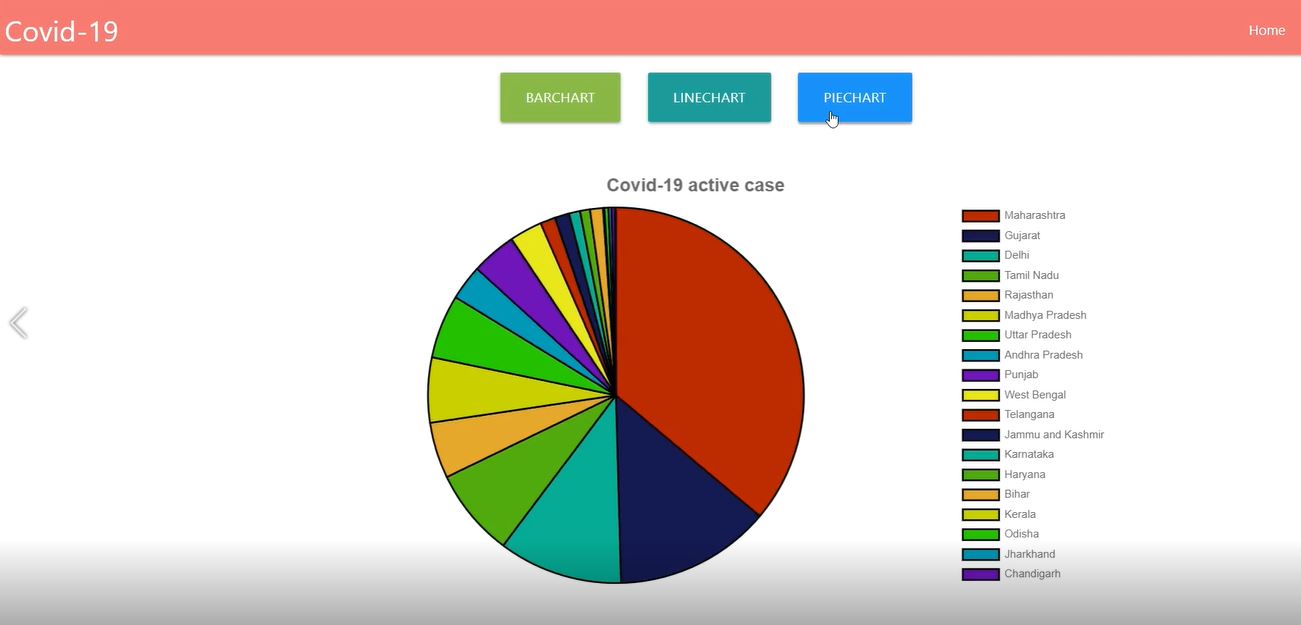 Covid-19
Home
BARCHART
LINECHART
PIECHART
Covid-19 active case
Maharashtra
Gujarat
Delhi
Tamil Nadu
Rajasthan
Madhya Pradesh
Uttar Pradesh
Andhra Pradesh
Punjab
West Bengal
Telangana
Jammu and Kashmir
Karnataka
Haryana
Bihar
Kerala
Odisha
Jharkhand
Chandigarh